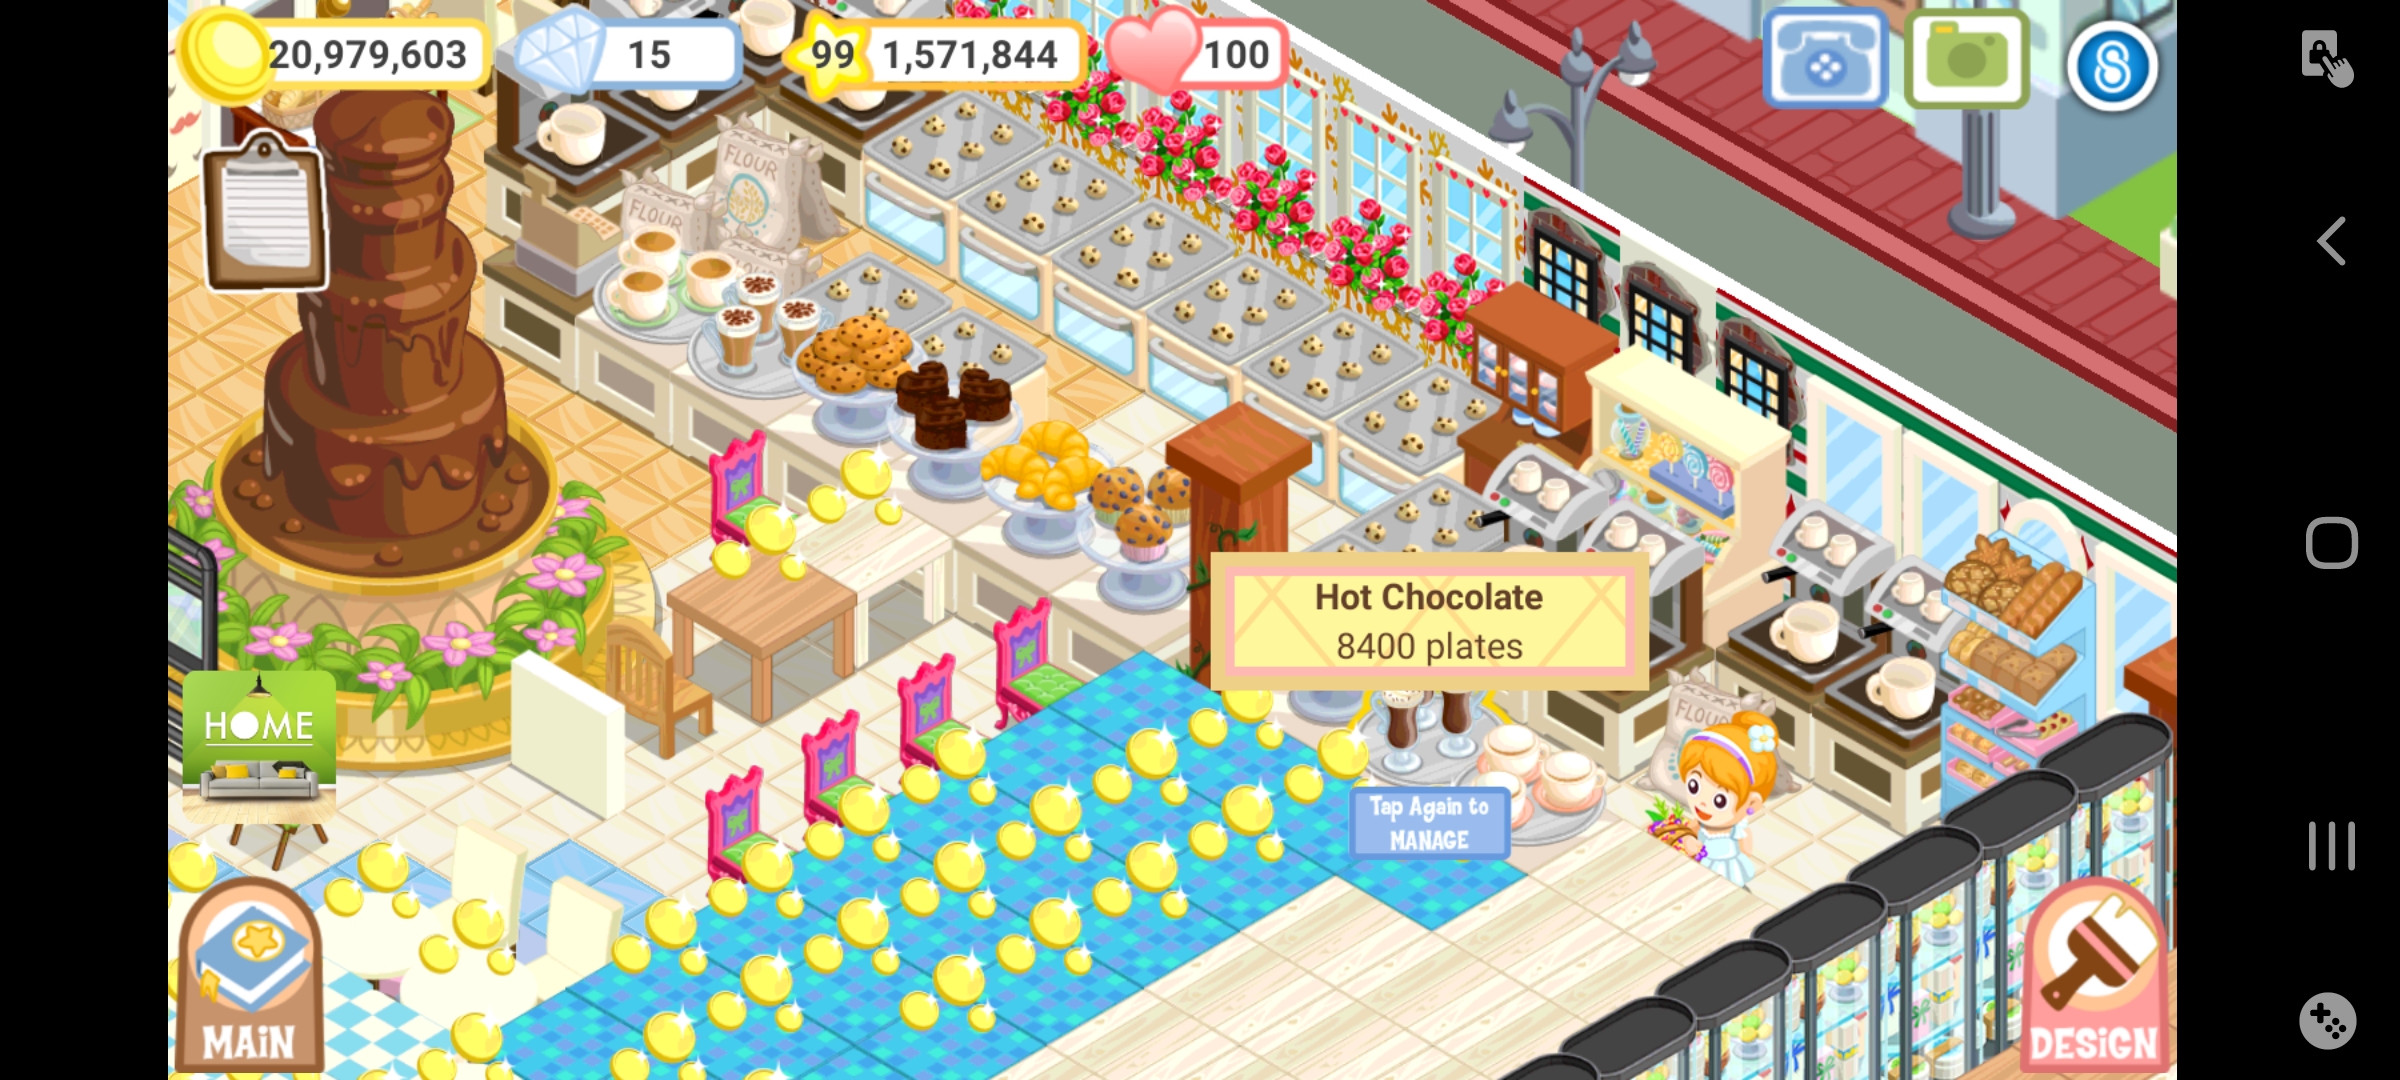 20,979,603
15
99
1,571,844
100
FLOUR
FLOUR
Hot Chocolate
8400 plates
HOME
FLOUR
Tap Again to
MANAGE
MAiN
DESiGN